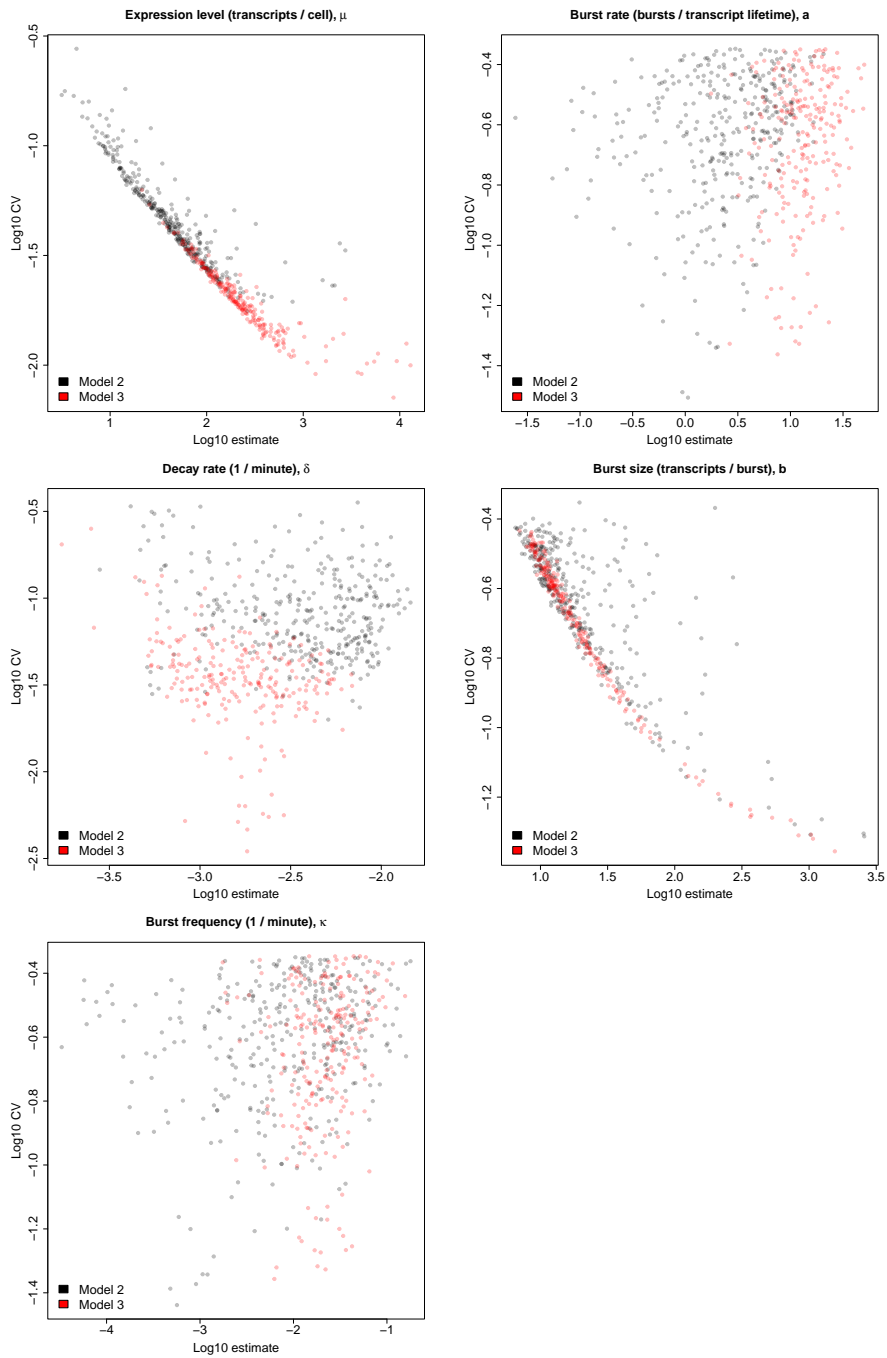 Expression level (transcripts / cell), μ
−0.5
−1.0
−1.5
−2.0
Log10 CV
Model 2
Model 3
1 2 3 4
Log10 estimate
Burst rate (bursts / transcript lifetime), a
−0.4
−0.6
−0.8
−1.0
−1.2
−1.4
Log10 CV
Model 2
Model 3
−1.5 −1.0 −0.5 0.0 0.5 1.0 1.5
Log10 estimate
Decay rate (1 / minute), δ
−0.5
−1.0
−1.5
−2.0
−2.5
Log10 CV
Model 2
Model 3
−3.5 −3.0 −2.5 −2.0
Log10 estimate
Burst size (transcripts / burst), b
−0.4
−0.6
−0.8
−1.0
−1.2
Log10 CV
Model 2
Model 3
1.0 1.5 2.0 2.5 3.0 3.5
Log10 estimate
Burst frequency (1 / minute), κ
−0.4
−0.6
−0.8
−1.0
−1.2
−1.4
Log10 CV
Model 2
Model 3
−4 −3 −2 −1
Log10 estimate